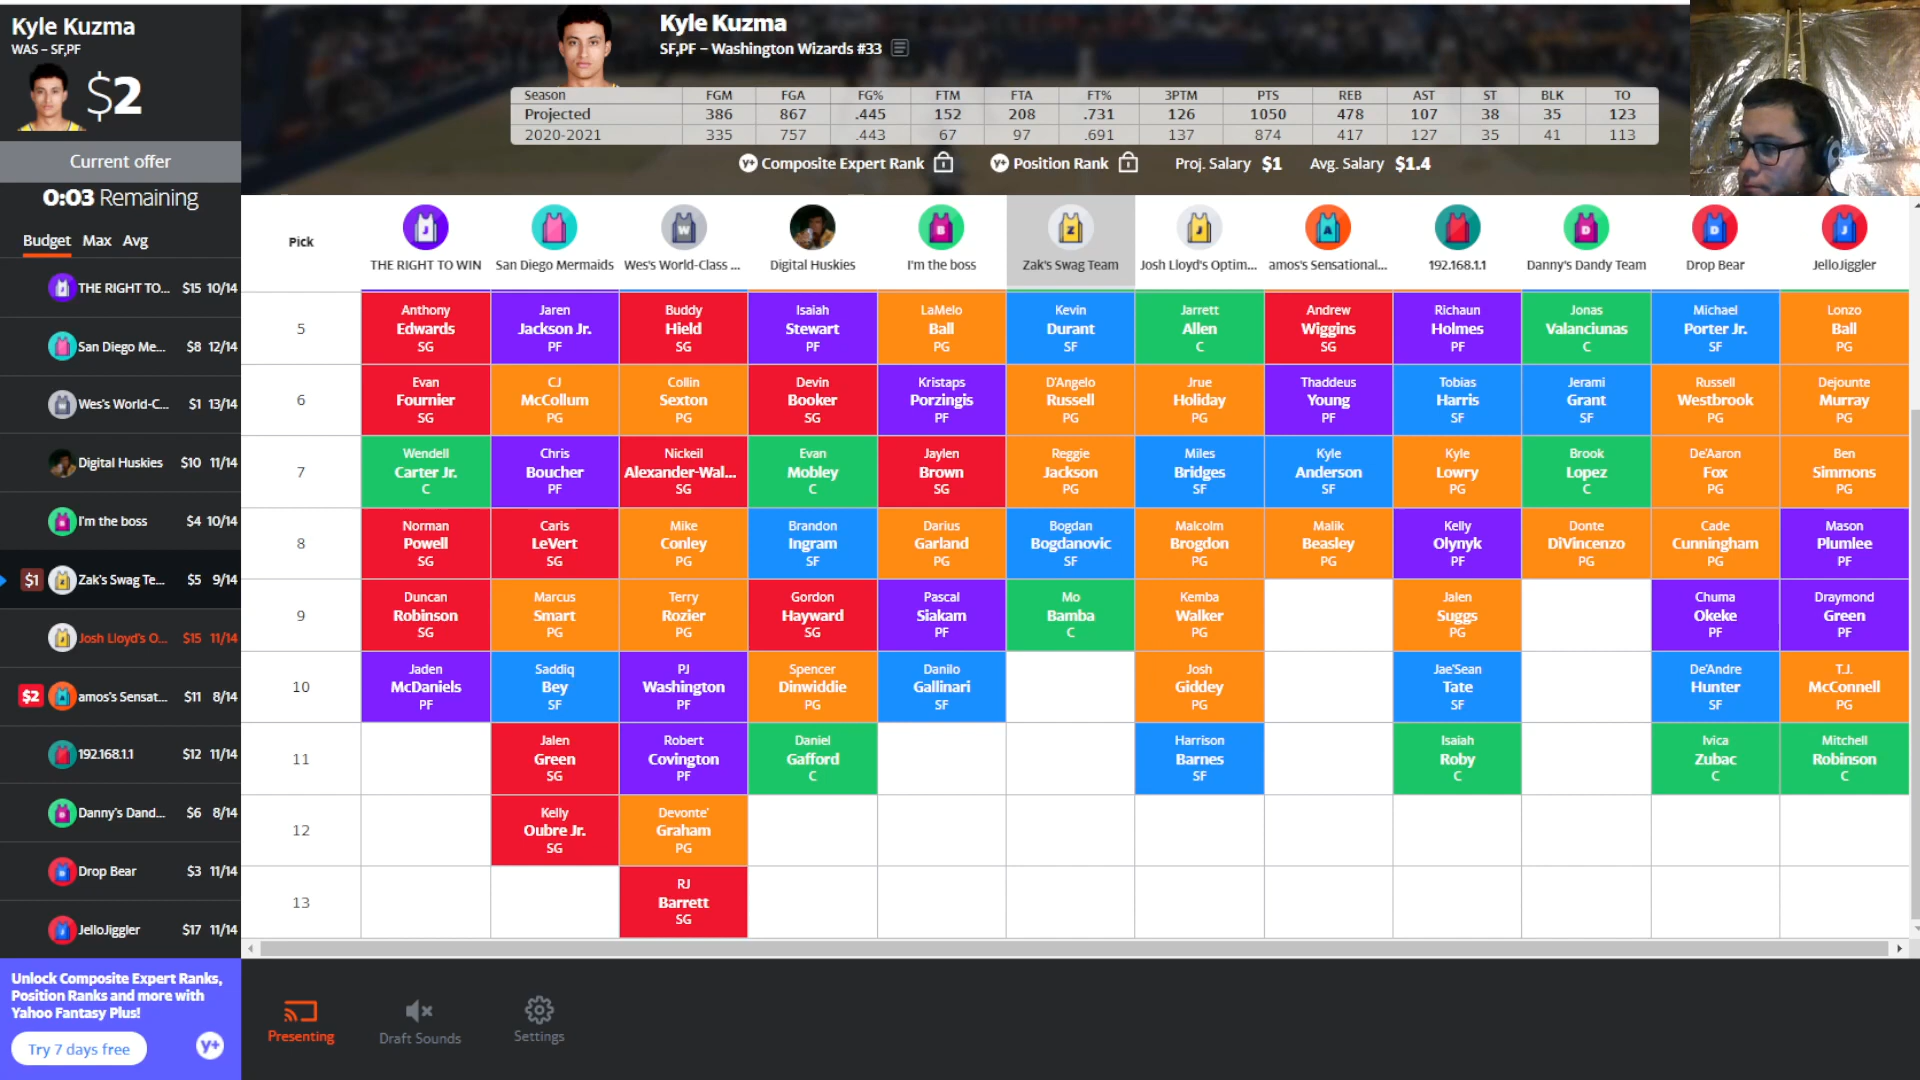 Kyle Kuzma
WAS – SF,PF
$2
Current offer
0:03 Remaining
Budget Max Avg
THE RIGHT TO... $15 10/14
San Diego Me... $8 12/14
Wes's World-C... $1 13/14
Digital Huskies $10 11/14
I'm the boss $4 10/14
$1 Zak's Swag Te... $5 9/14
Josh Lloyd's O... $15 11/14
$2 amos's Sensat... $11 8/14
192.168.1.1 $12 11/14
Danny's Dand... $6 8/14
Drop Bear $3 11/14
JelloJiggler $17 11/14
Unlock Composite Expert Ranks,
Position Ranks and more with
Yahoo Fantasy Plus!
Try 7 days free y+
Kyle Kuzma
SF,PF – Washington Wizards #33
Season FGM FGA FG% FTM FTA FT% 3PTM PTS REB AST ST BLK TO
Projected 386 867 .445 152 208 .731 126 1050 478 107 38 35 123
2020-2021 335 757 .443 67 97 .691 137 874 417 127 35 41 113
y+ Composite Expert Rank y+ Position Rank Proj. Salary $1 Avg. Salary $1.4
J W B Z J A D D J
Pick THE RIGHT TO WIN San Diego Mermaids Wes's World-Class ... Digital Huskies I'm the boss Zak's Swag Team Josh Lloyd's Optim... amos's Sensational... 192.168.1.1 Danny's Dandy Team Drop Bear JelloJiggler
Anthony Jaren Buddy Isaiah LaMelo Kevin Jarrett Andrew Richaun Jonas Michael Lonzo
5 Edwards Jackson Jr. Hield Stewart Ball Durant Allen Wiggins Holmes Valanciunas Porter Jr. Ball
SG PF SG PF PG SF C SG PF C SF PG
Evan CJ Collin Devin Kristaps D'Angelo Jrue Thaddeus Tobias Jerami Russell Dejounte
6 Fournier McCollum Sexton Booker Porzingis Russell Holiday Young Harris Grant Westbrook Murray
SG PG PG SG PF PG PG PF SF SF PG PG
Wendell Chris Nickeil Evan Jaylen Reggie Miles Kyle Kyle Brook De'Aaron Ben
7 Carter Jr. Boucher Alexander-Wal... Mobley Brown Jackson Bridges Anderson Lowry Lopez Fox Simmons
C PF SG C SG PG SF SF PG C PG PG
Norman Caris Mike Brandon Darius Bogdan Malcolm Malik Kelly Donte Cade Mason
8 Powell LeVert Conley Ingram Garland Bogdanovic Brogdon Beasley Olynyk DiVincenzo Cunningham Plumlee
SG SG PG SF PG SF PG PG PF PG PG PF
Duncan Marcus Terry Gordon Pascal Mo Kemba Jalen Chuma Draymond
9 Robinson Smart Rozier Hayward Siakam Bamba Walker Suggs Okeke Green
SG PG PG SG PF C PG PG PF PF
Jaden Saddiq PJ Spencer Danilo Josh Jae'Sean De'Andre T.J.
10 McDaniels Bey Washington Dinwiddie Gallinari Giddey Tate Hunter McConnell
PF SF PF PG SF PG SF SF PG
Jalen Robert Daniel Harrison Isaiah Ivica Mitchell
11 Green Covington Gafford Barnes Roby Zubac Robinson
SG PF C SF C C C
Kelly Devonte'
12 Oubre Jr. Graham
SG PG
RJ
13 Barrett
SG
Presenting Draft Sounds Settings